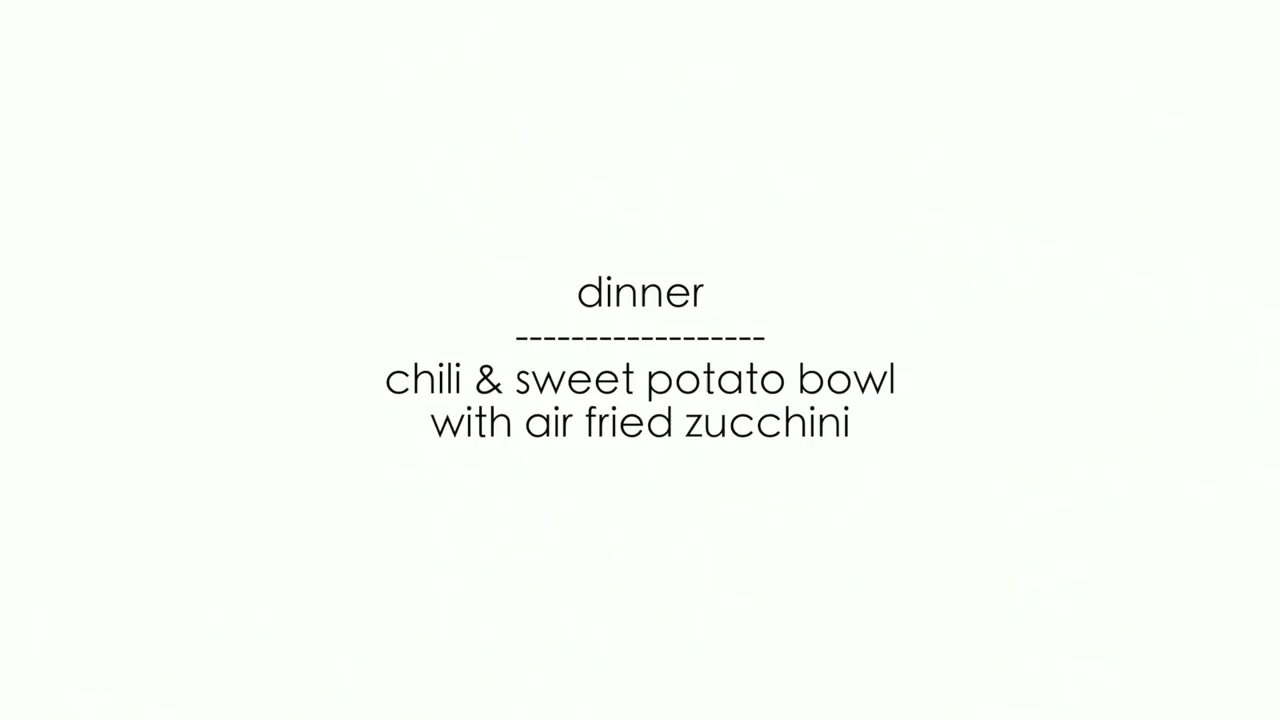 dinner
------------------
chili & sweet potato bowl
with air fried zucchini